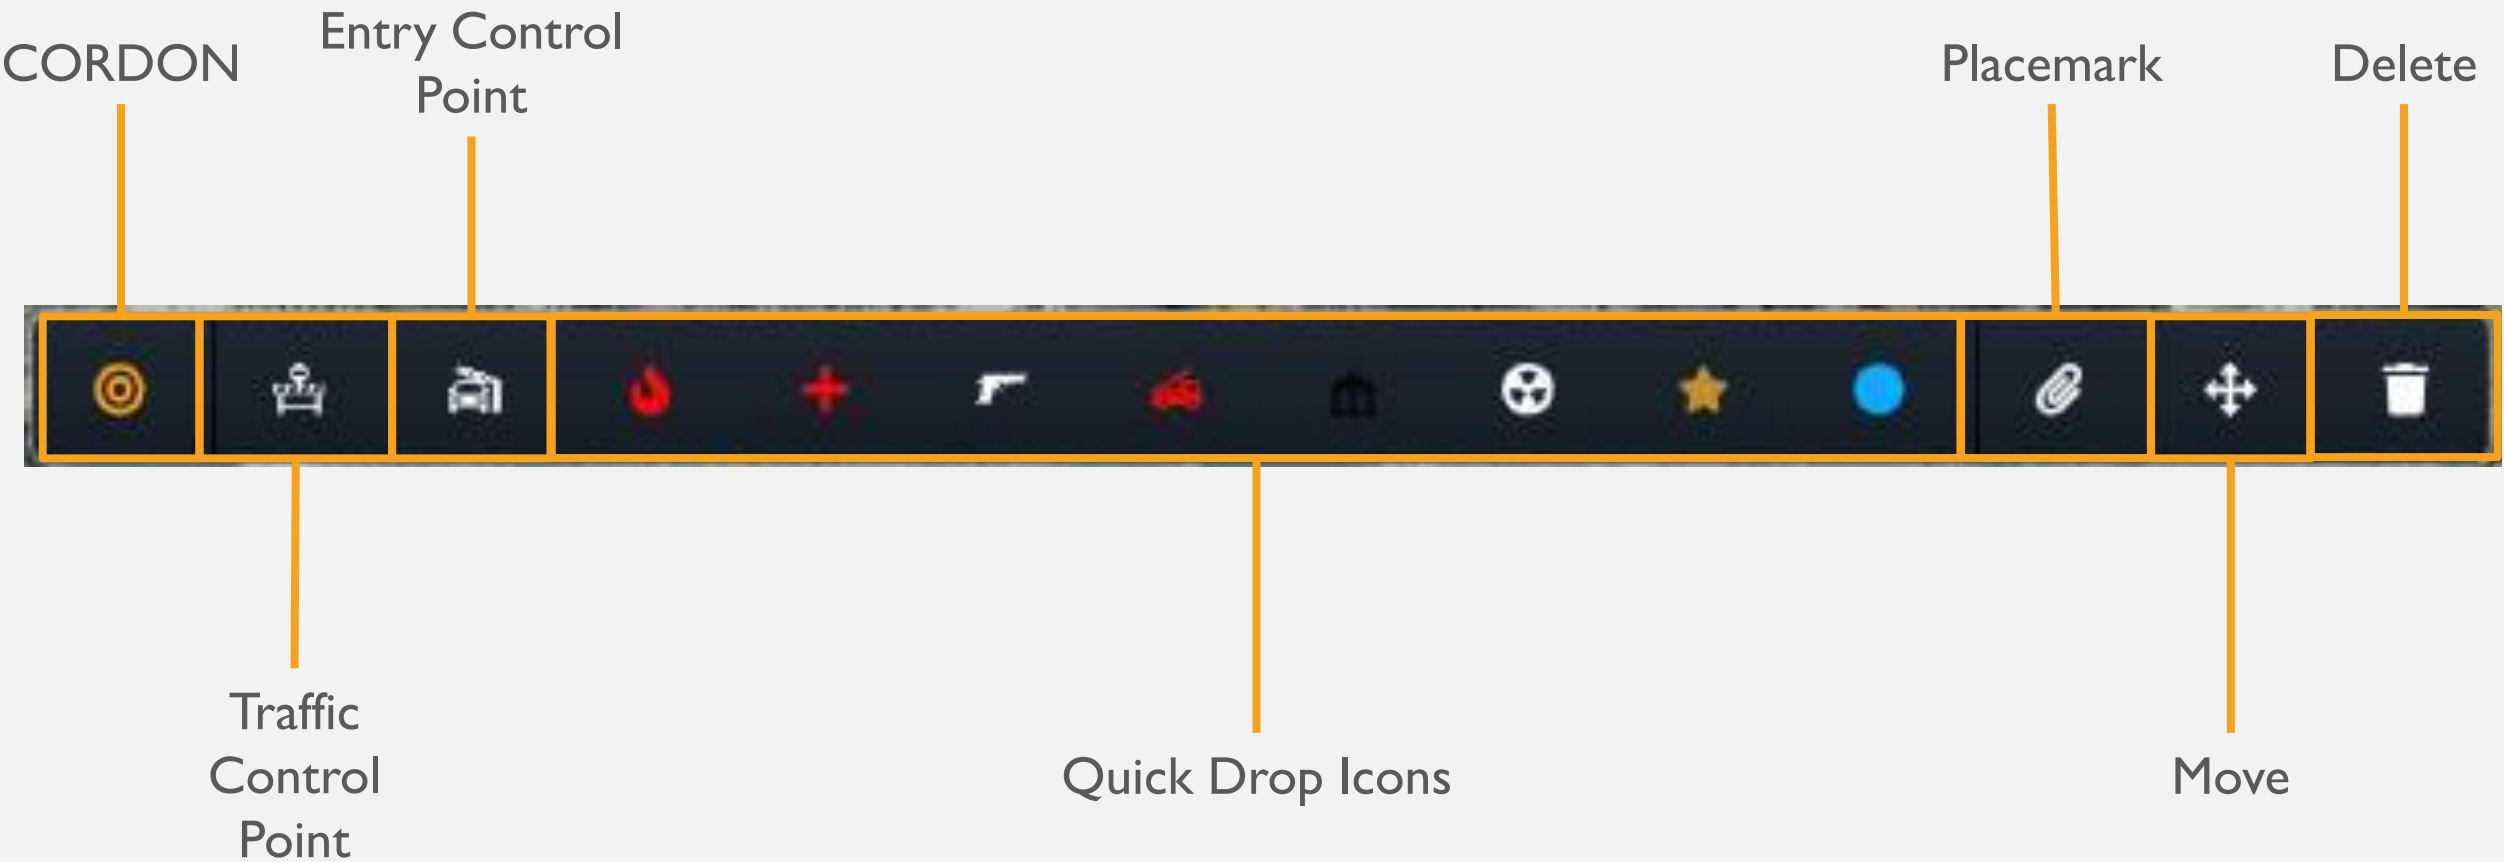 CORDON
Entry Control
Point
Placemark
Delete
Traffic
Control
Point
Quick Drop Icons
Move